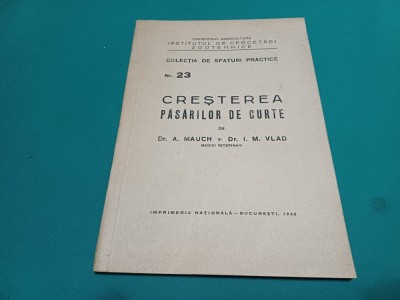 MINISTERUL AGRICULTURII
INSTITUTUL DE CERCETĂRI
ZOOTEHNICE
COLECȚIA DE SFATURI PRACTICE
Nr. 23
CREȘTEREA
PĂSĂRILOR DE CURTE
DE
Dr. A. MAUCH și Dr. I. M. VLAD
MEDICI VETERINARI
IMPRIMERIA NAȚIONALĂ — BUCUREȘTI, 1948